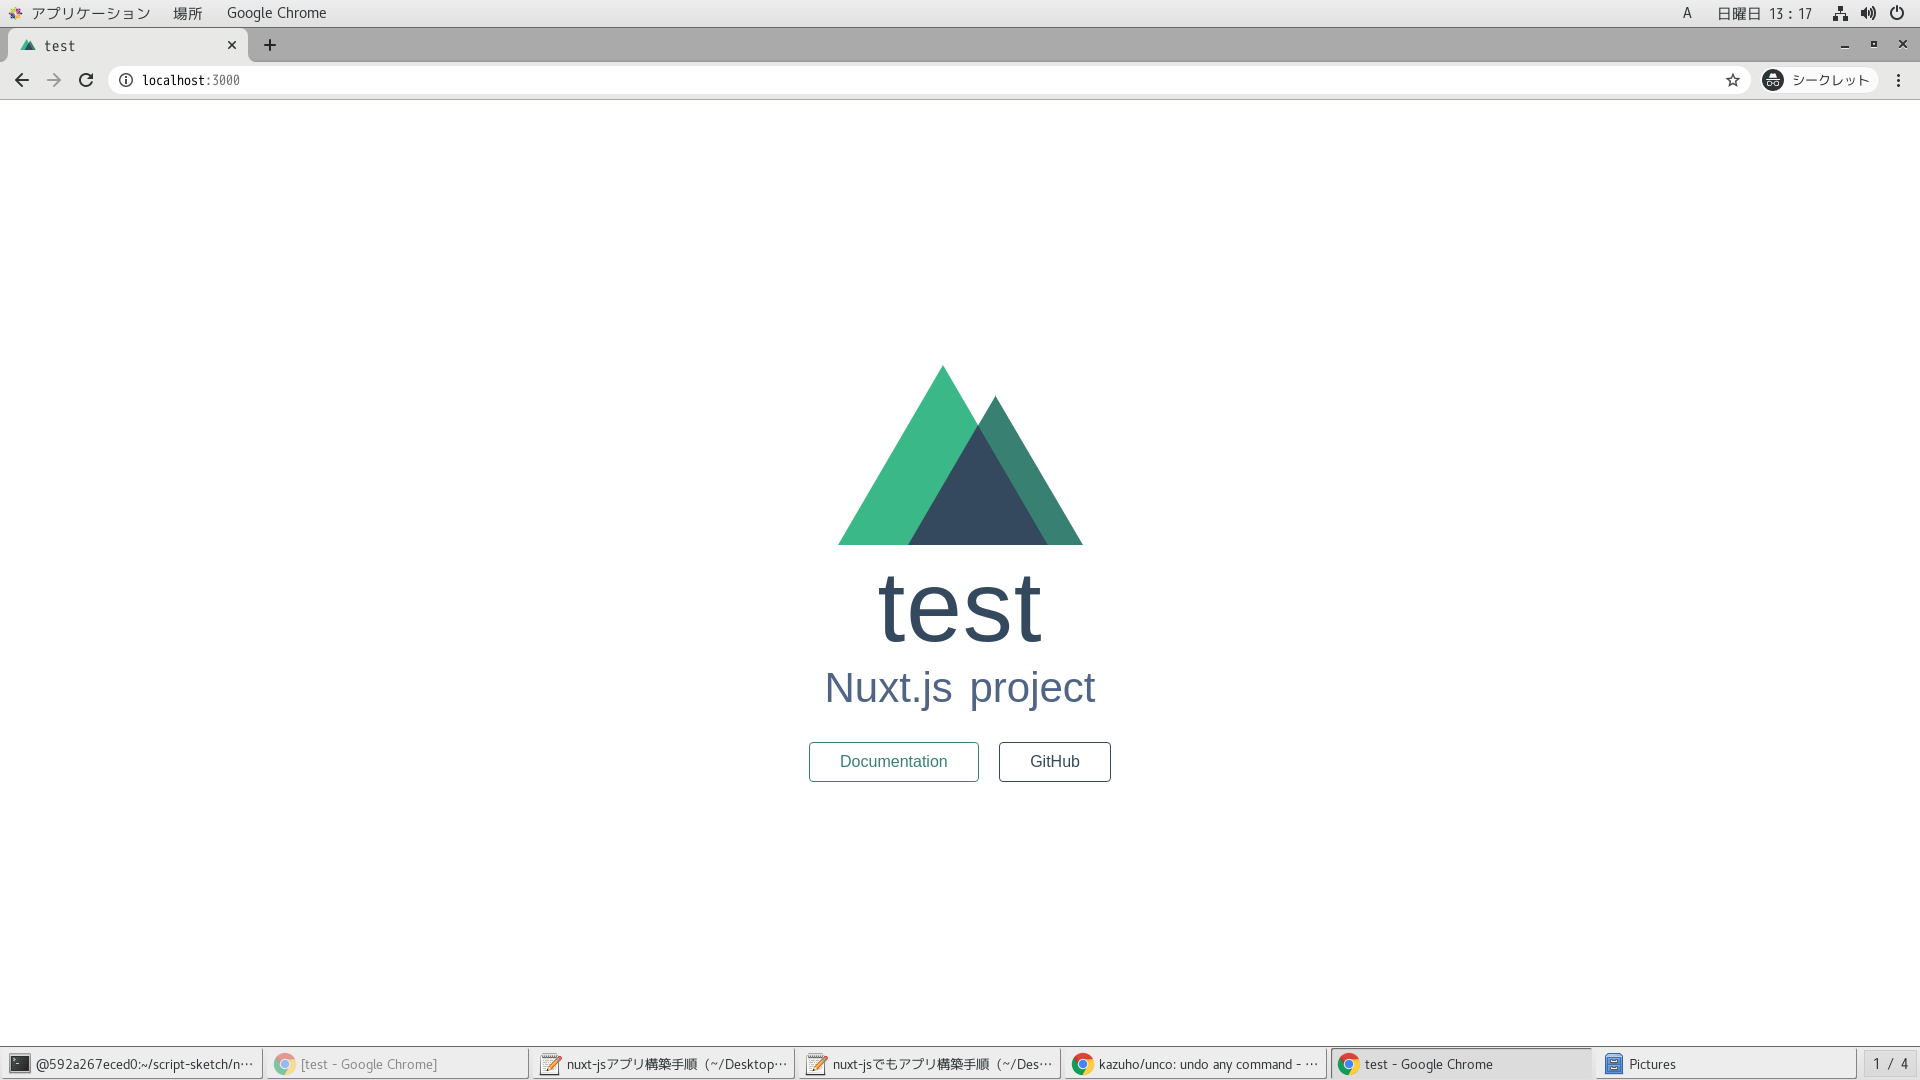 アプリケーション 場所 Google Chrome A 日曜日 13：17
test
localhost:3000 シークレット
test
Nuxt.js project
Documentation GitHub
@592a267eced0:~/script-sketch/n… [test - Google Chrome] nuxt-jsアプリ構築手順 (~/Desktop… nuxt-jsでもアプリ構築手順 (~/Des… kazuho/unco: undo any command - … test - Google Chrome Pictures 1 / 4